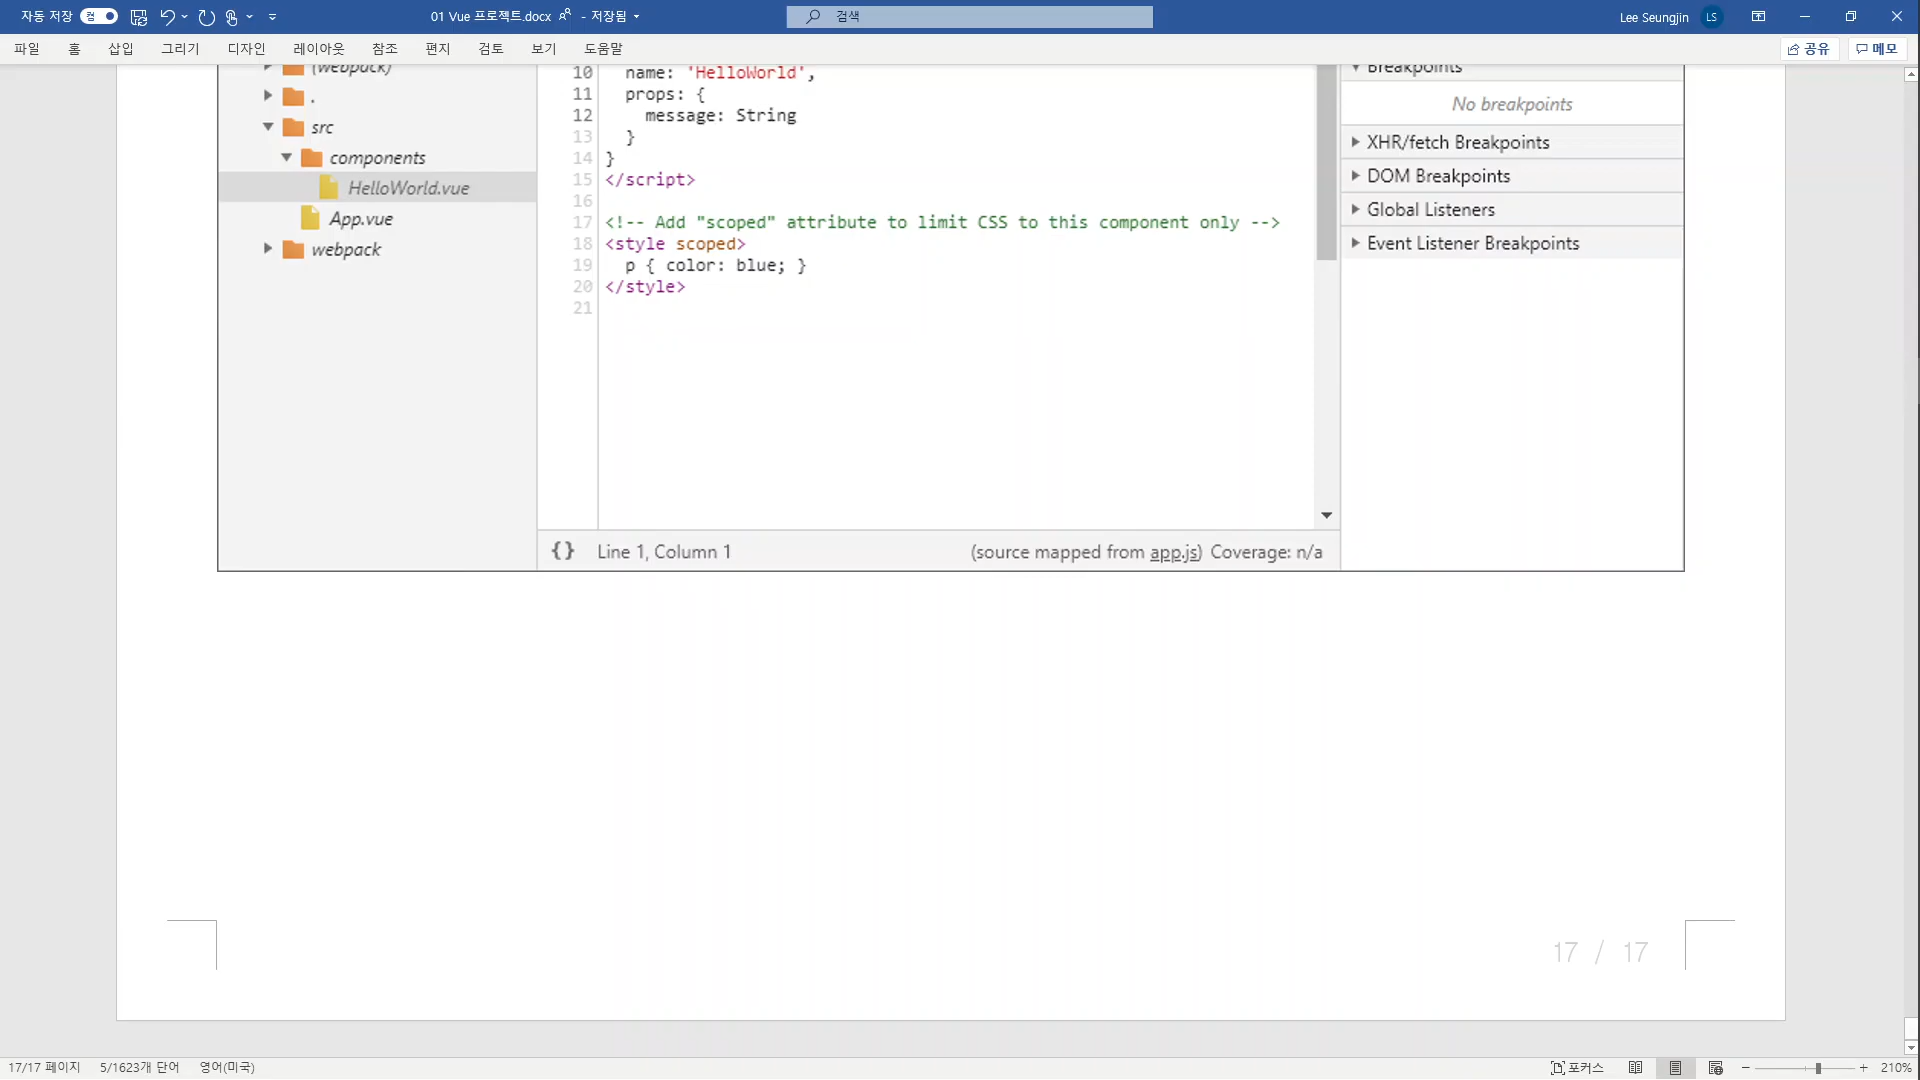 자동 저장 컴 01 Vue 프로젝트.docx - 저장됨 검색 Lee Seungjin LS
파일 홈 삽입 그리기 디자인 레이아웃 참조 편지 검토 보기 도움말 공유 메모
(webpack)
.
src
components
HelloWorld.vue
App.vue
webpack
10 name: 'HelloWorld',
11 props: {
12 message: String
13 }
14 }
15 </script>
16
17 <!-- Add "scoped" attribute to limit CSS to this component only -->
18 <style scoped>
19 p { color: blue; }
20 </style>
21
{} Line 1, Column 1 (source mapped from app.js) Coverage: n/a
Breakpoints
No breakpoints
XHR/fetch Breakpoints
DOM Breakpoints
Global Listeners
Event Listener Breakpoints
17 / 17
17/17 페이지 5/1623개 단어 영어(미국) 포커스 210%